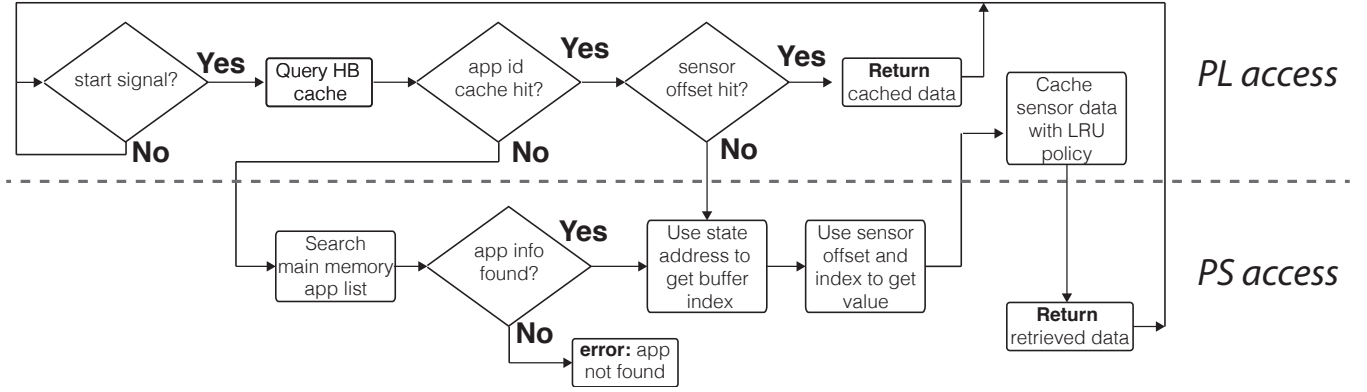 start signal?
Yes
No
Query HB
cache
app id
cache hit?
Yes
No
sensor
offset hit?
Yes
No
Return
cached data
Cache
sensor data
with LRU
policy
PL access
Search
main memory
app list
app info
found?
Yes
No
error: app
not found
Use state
address to
get buffer
index
Use sensor
offset and
index to get
value
Return
retrieved data
PS access